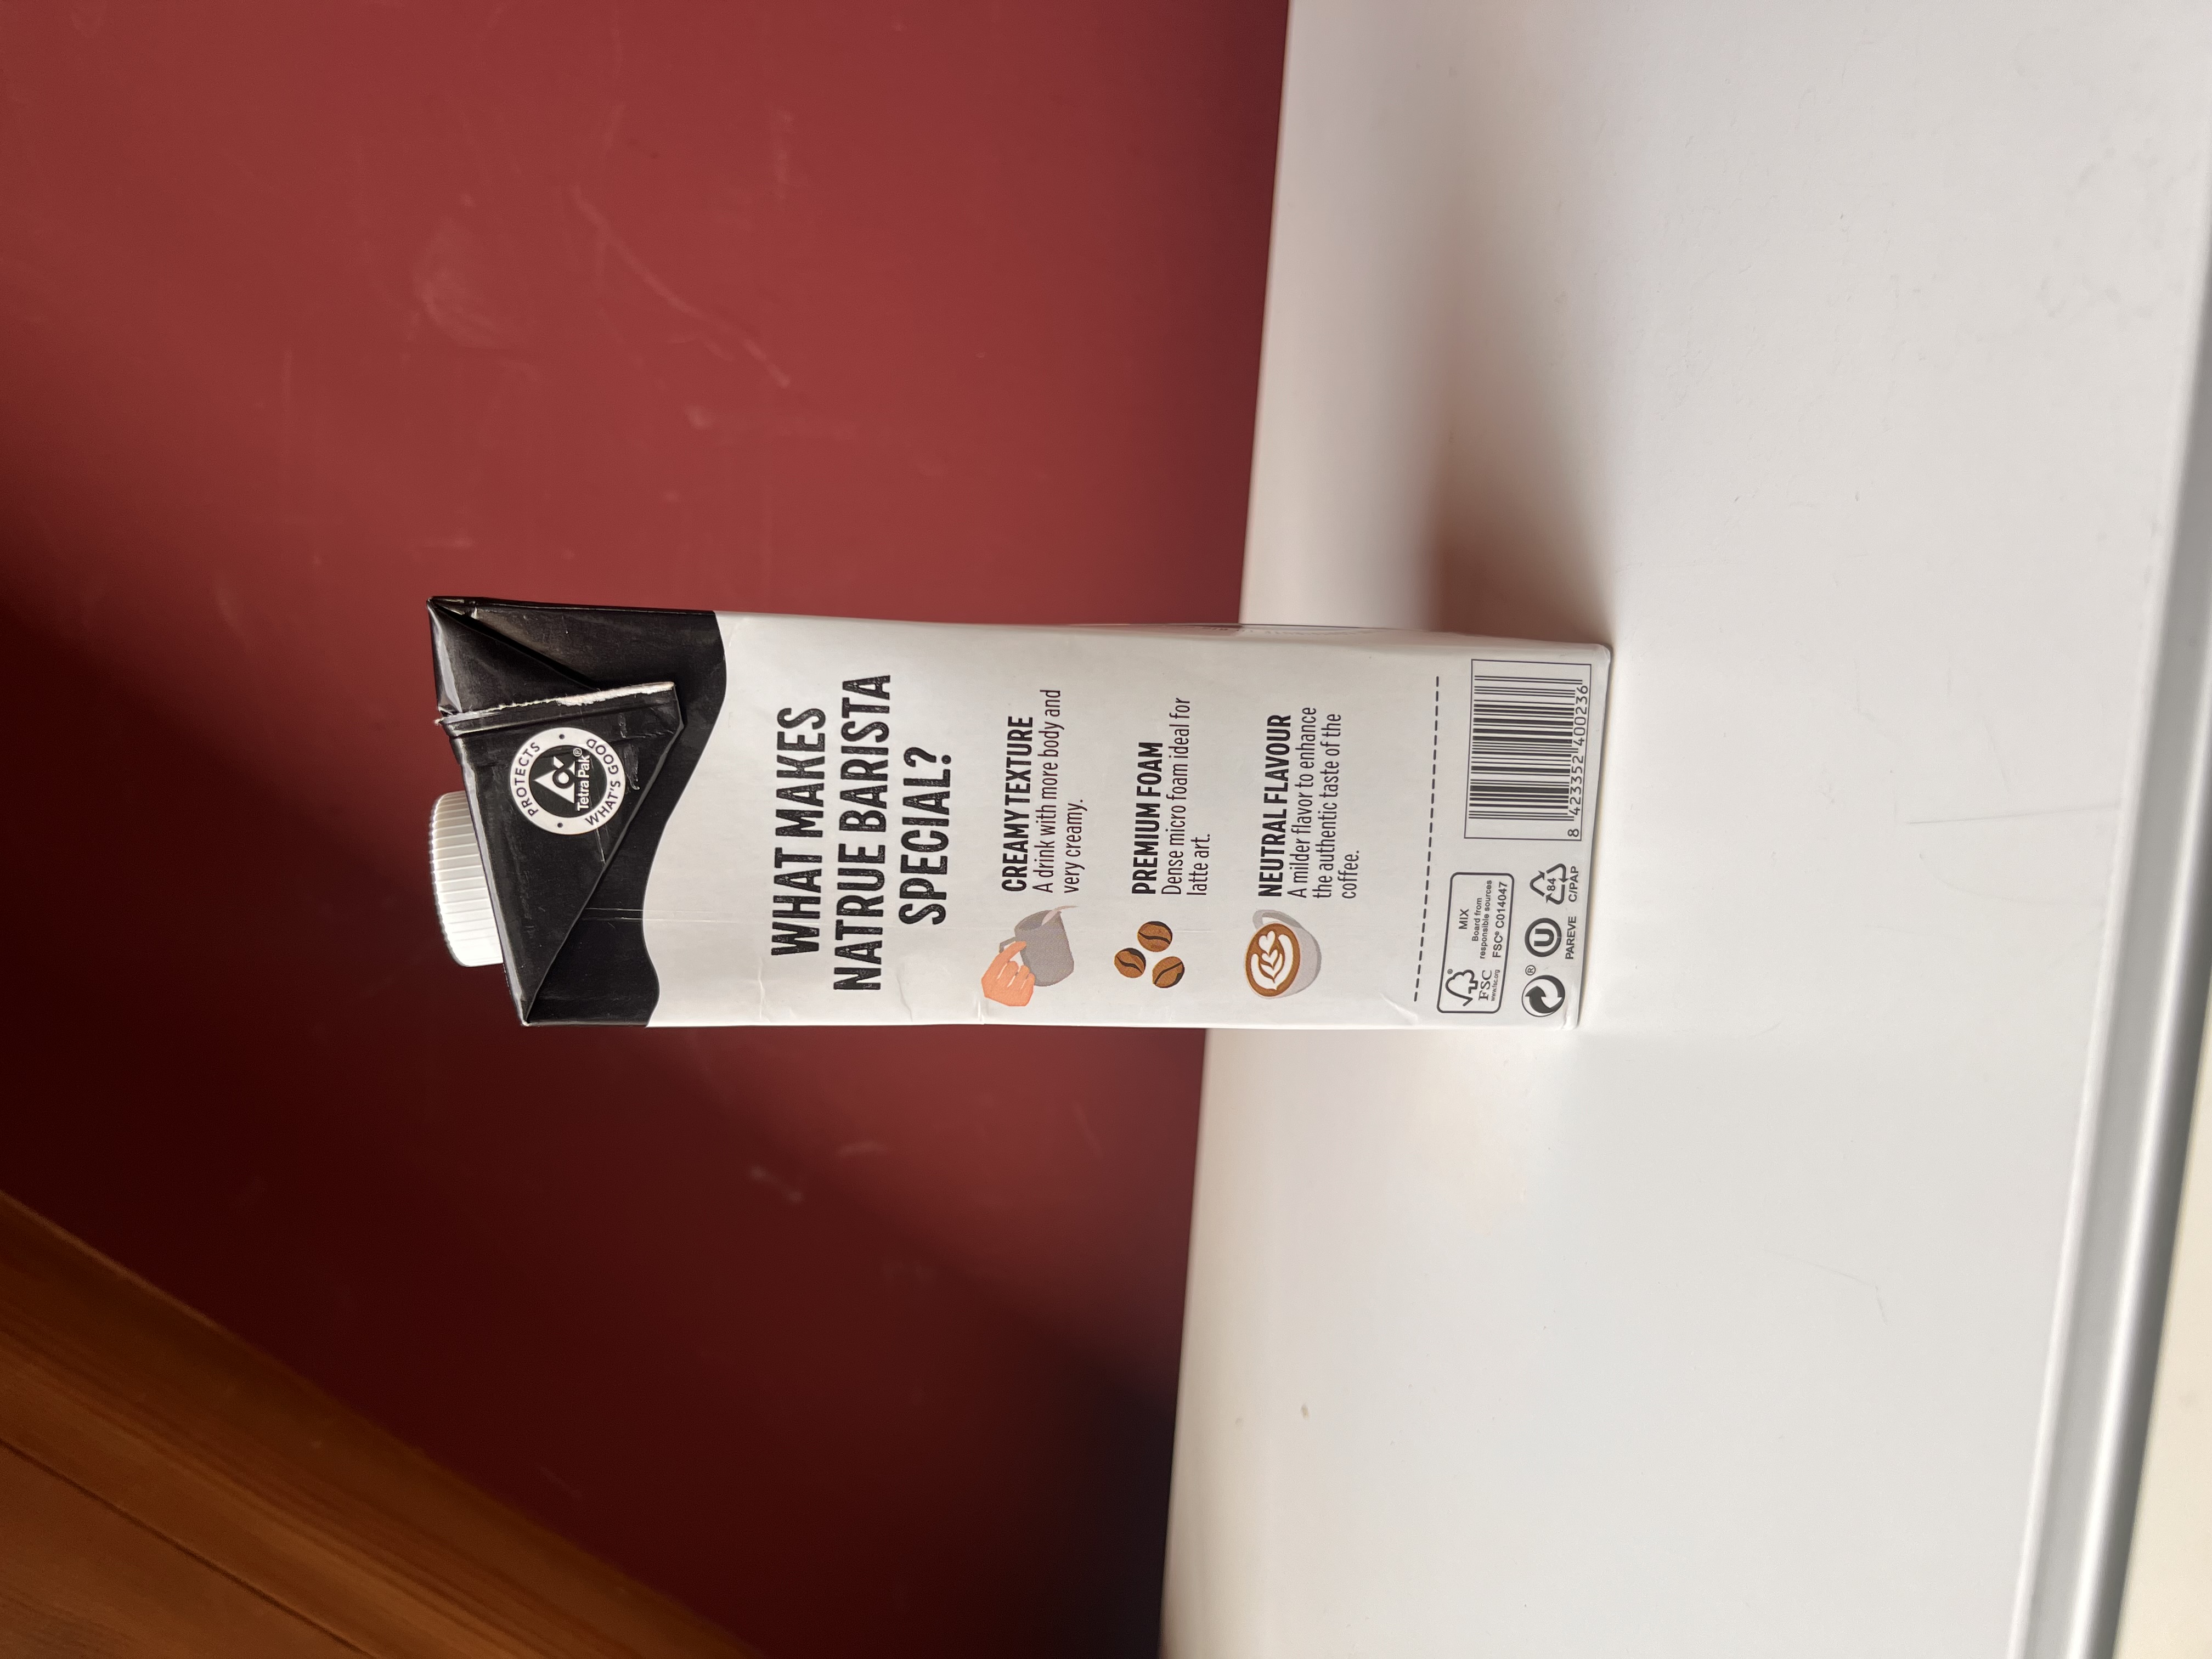 PROTECTS
Tetra Pak®
WHAT'S GOOD
WHAT MAKES
NATRUE BARISTA
SPECIAL?
CREAMY TEXTURE
A drink with more body and
very creamy.
PREMIUM FOAM
Dense micro foam ideal for
latte art.
NEUTRAL FLAVOUR
A milder flavor to enhance
the authentic taste of the
coffee.
®
FSC
www.fsc.org
MIX
Board from
responsible sources
FSC® C014047
®
U
PAREVE
84
C/PAP
8 423352 400236